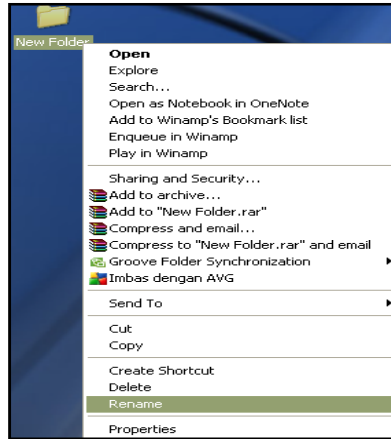 New Folder
Open
Explore
Search...
Open as Notebook in OneNote
Add to Winamp's Bookmark list
Enqueue in Winamp
Play in Winamp
Sharing and Security...
Add to archive...
Add to "New Folder.rar"
Compress and email...
Compress to "New Folder.rar" and email
Groove Folder Synchronization
Imbas dengan AVG
Send To
Cut
Copy
Create Shortcut
Delete
Rename
Properties